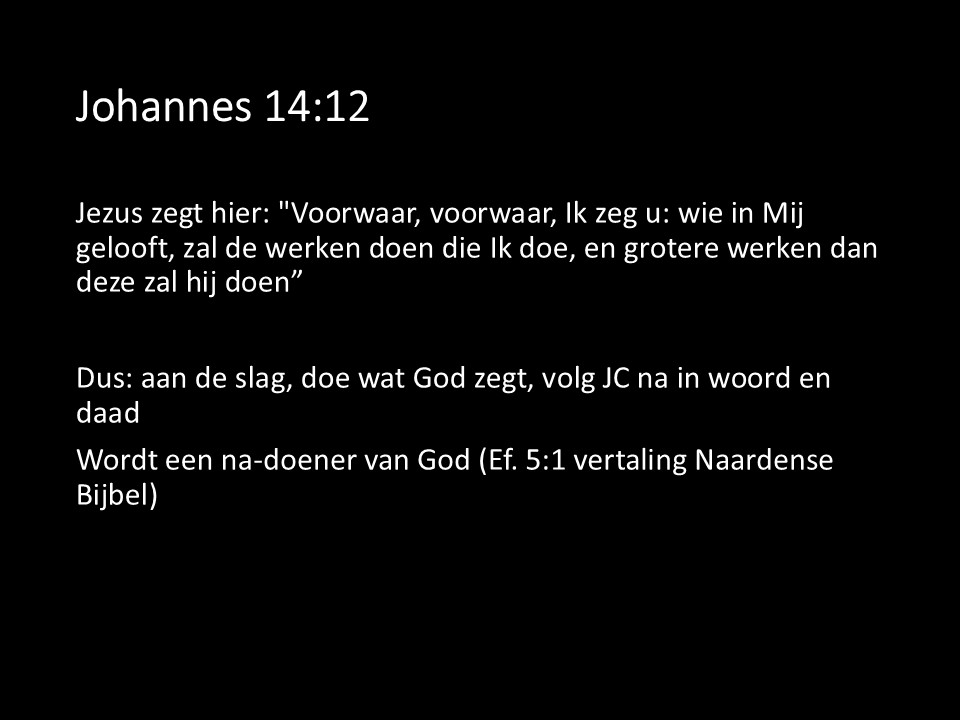 Johannes 14:12
Jezus zegt hier: "Voorwaar, voorwaar, Ik zeg u: wie in Mij
gelooft, zal de werken doen die Ik doe, en grotere werken dan
deze zal hij doen”
Dus: aan de slag, doe wat God zegt, volg JC na in woord en
daad
Wordt een na-doener van God (Ef. 5:1 vertaling Naardense
Bijbel)